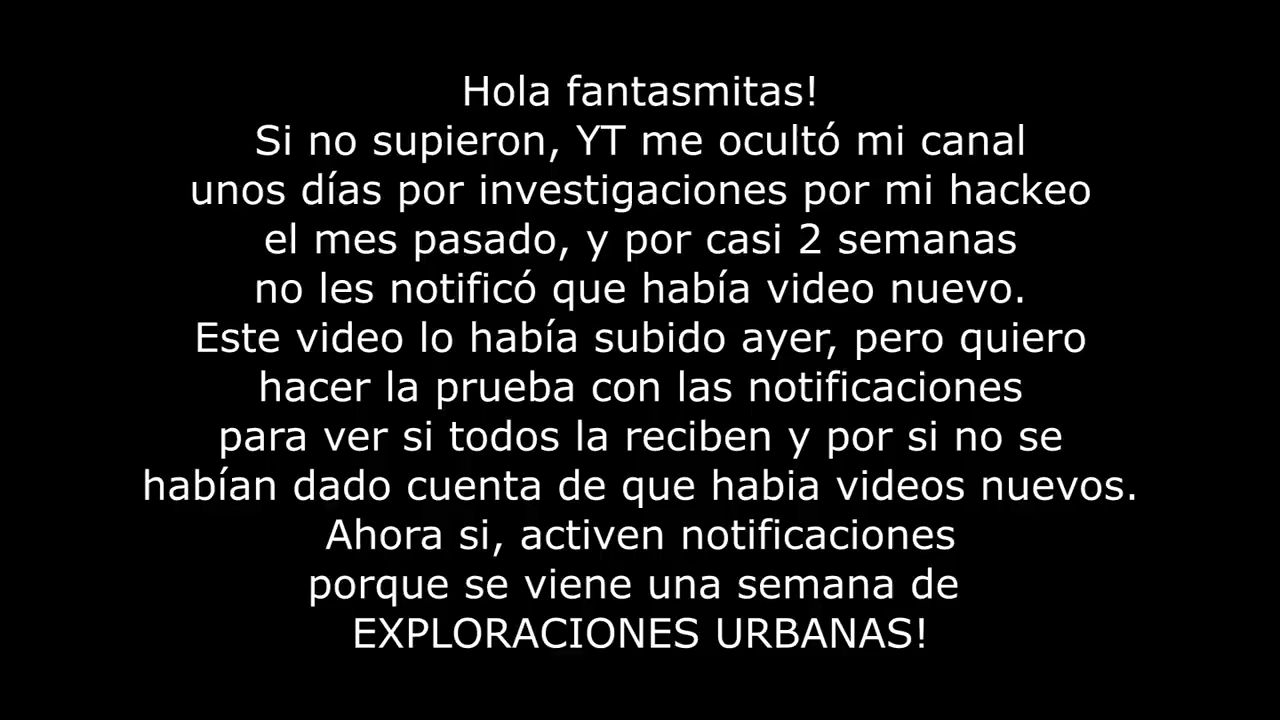 Hola fantasmitas!
Si no supieron, YT me ocultó mi canal
unos días por investigaciones por mi hackeo
el mes pasado, y por casi 2 semanas
no les notificó que había video nuevo.
Este video lo había subido ayer, pero quiero
hacer la prueba con las notificaciones
para ver si todos la reciben y por si no se
habían dado cuenta de que habia videos nuevos.
Ahora si, activen notificaciones
porque se viene una semana de
EXPLORACIONES URBANAS!